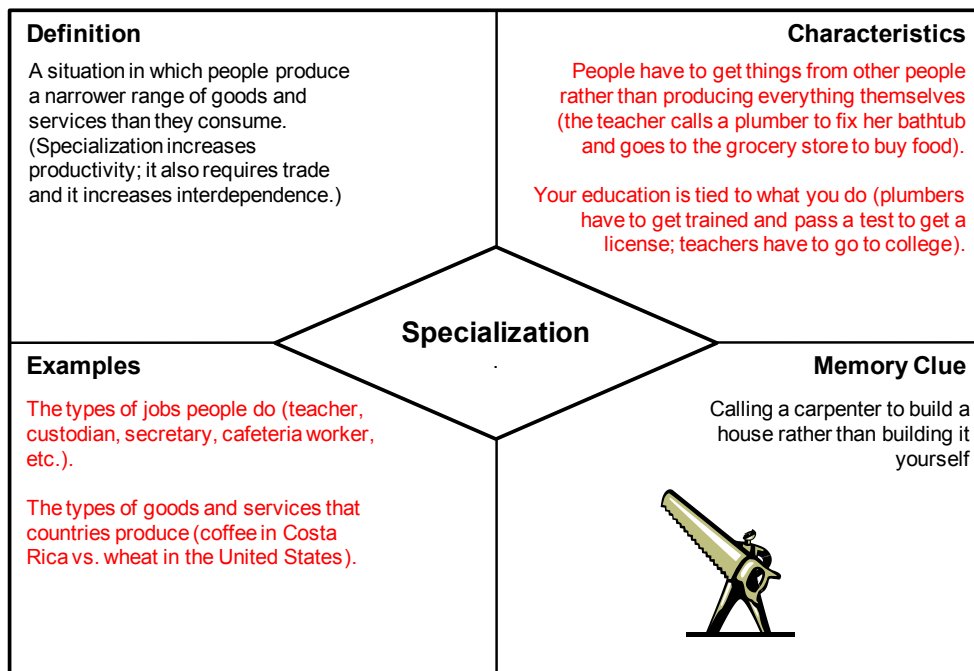 Definition
A situation in which people produce
a narrower range of goods and
services than they consume.
(Specialization increases
productivity; it also requires trade
and it increases interdependence.)
Characteristics
People have to get things from other people
rather than producing everything themselves
(the teacher calls a plumber to fix her bathtub
and goes to the grocery store to buy food).
Your education is tied to what you do (plumbers
have to get trained and pass a test to get a
license; teachers have to go to college).
Specialization
.
Examples
The types of jobs people do (teacher,
custodian, secretary, cafeteria worker,
etc.).
The types of goods and services that
countries produce (coffee in Costa
Rica vs. wheat in the United States).
Memory Clue
Calling a carpenter to build a
house rather than building it
yourself